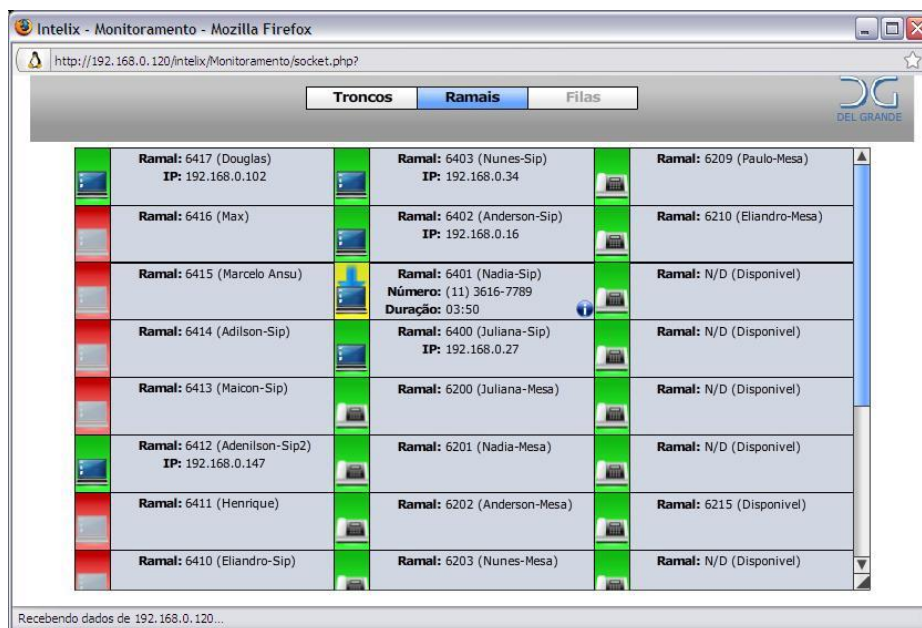 Intelix - Monitoramento - Mozilla Firefox
http://192.168.0.120/intelix/Monitoramento/socket.php?
Troncos Ramais Filas
DG
DEL GRANDE
Ramal: 6417 (Douglas)
IP: 192.168.0.102
Ramal: 6403 (Nunes-Sip)
IP: 192.168.0.34
Ramal: 6209 (Paulo-Mesa)
Ramal: 6416 (Max)
Ramal: 6402 (Anderson-Sip)
IP: 192.168.0.16
Ramal: 6210 (Eliandro-Mesa)
Ramal: 6415 (Marcelo Ansu)
Ramal: 6401 (Nadia-Sip)
Número: (11) 3616-7789
Duração: 03:50
Ramal: N/D (Disponivel)
Ramal: 6414 (Adilson-Sip)
Ramal: 6400 (Juliana-Sip)
IP: 192.168.0.27
Ramal: N/D (Disponivel)
Ramal: 6413 (Maicon-Sip)
Ramal: 6200 (Juliana-Mesa)
Ramal: N/D (Disponivel)
Ramal: 6412 (Adenilson-Sip2)
IP: 192.168.0.147
Ramal: 6201 (Nadia-Mesa)
Ramal: N/D (Disponivel)
Ramal: 6411 (Henrique)
Ramal: 6202 (Anderson-Mesa)
Ramal: 6215 (Disponivel)
Ramal: 6410 (Eliandro-Sip)
Ramal: 6203 (Nunes-Mesa)
Ramal: N/D (Disponivel)
Recebendo dados de 192.168.0.120...